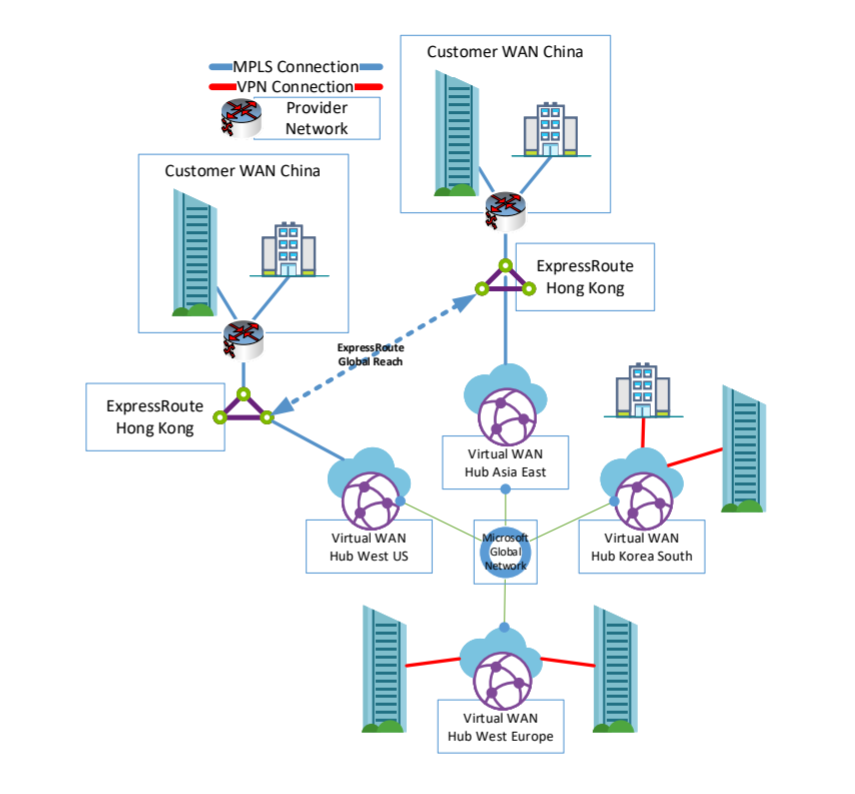 Customer WAN China
MPLS Connection
VPN Connection
Provider
Network
Customer WAN China
ExpressRoute
Hong Kong
ExpressRoute
Global Reach
ExpressRoute
Hong Kong
Virtual WAN
Hub Asia East
Virtual WAN
Hub West US
Microsoft
Global
Network
Virtual WAN
Hub Korea South
Virtual WAN
Hub West Europe